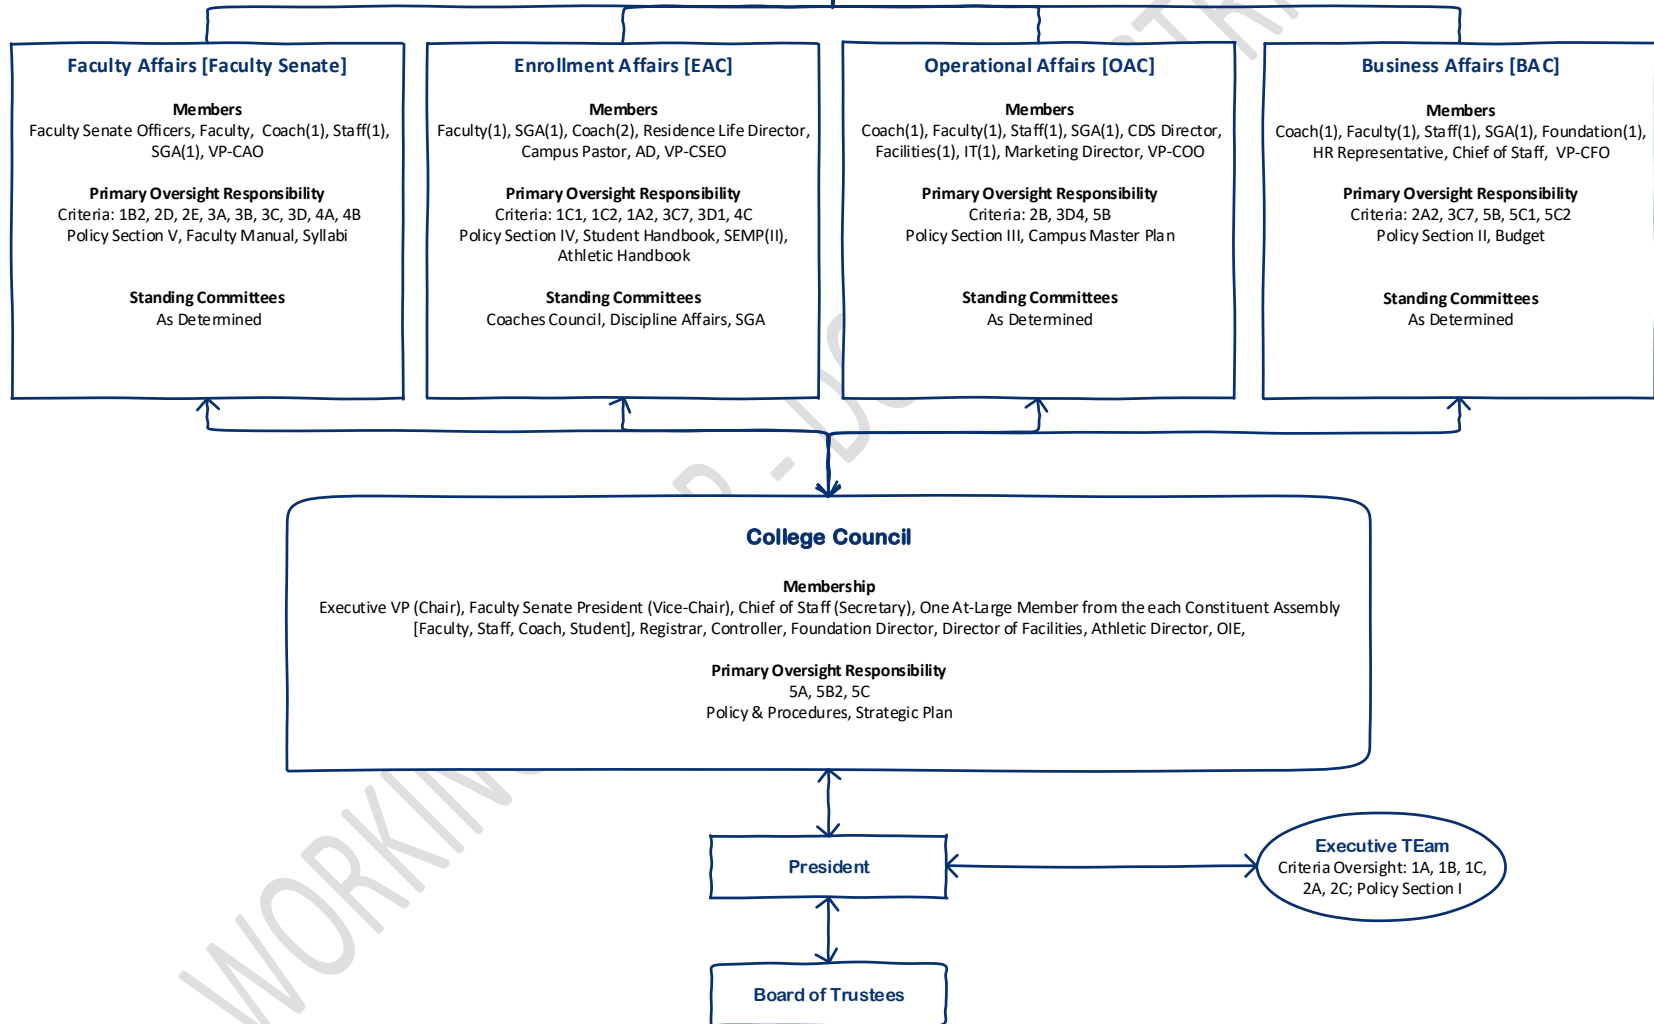 Faculty Affairs [Faculty Senate]
Members
Faculty Senate Officers, Faculty, Coach(1), Staff(1),
SGA(1), VP-CAO
Primary Oversight Responsibility
Criteria: 1B2, 2D, 2E, 3A, 3B, 3C, 3D, 4A, 4B
Policy Section V, Faculty Manual, Syllabi
Standing Committees
As Determined
Enrollment Affairs [EAC]
Members
Faculty(1), SGA(1), Coach(2), Residence Life Director,
Campus Pastor, AD, VP-CSEO
Primary Oversight Responsibility
Criteria: 1C1, 1C2, 1A2, 3C7, 3D1, 4C
Policy Section IV, Student Handbook, SEMP(II),
Athletic Handbook
Standing Committees
Coaches Council, Discipline Affairs, SGA
Operational Affairs [OAC]
Members
Coach(1), Faculty(1), Staff(1), SGA(1), CDS Director,
Facilities(1), IT(1), Marketing Director, VP-COO
Primary Oversight Responsibility
Criteria: 2B, 3D4, 5B
Policy Section III, Campus Master Plan
Standing Committees
As Determined
Business Affairs [BAC]
Members
Coach(1), Faculty(1), Staff(1), SGA(1), Foundation(1),
HR Representative, Chief of Staff, VP-CFO
Primary Oversight Responsibility
Criteria: 2A2, 3C7, 5B, 5C1, 5C2
Policy Section II, Budget
Standing Committees
As Determined
College Council
Membership
Executive VP (Chair), Faculty Senate President (Vice-Chair), Chief of Staff (Secretary), One At-Large Member from the each Constituent Assembly
[Faculty, Staff, Coach, Student], Registrar, Controller, Foundation Director, Director of Facilities, Athletic Director, OIE,
Primary Oversight Responsibility
5A, 5B2, 5C
Policy & Procedures, Strategic Plan
President
Executive TEam
Criteria Oversight: 1A, 1B, 1C,
2A, 2C; Policy Section I
Board of Trustees